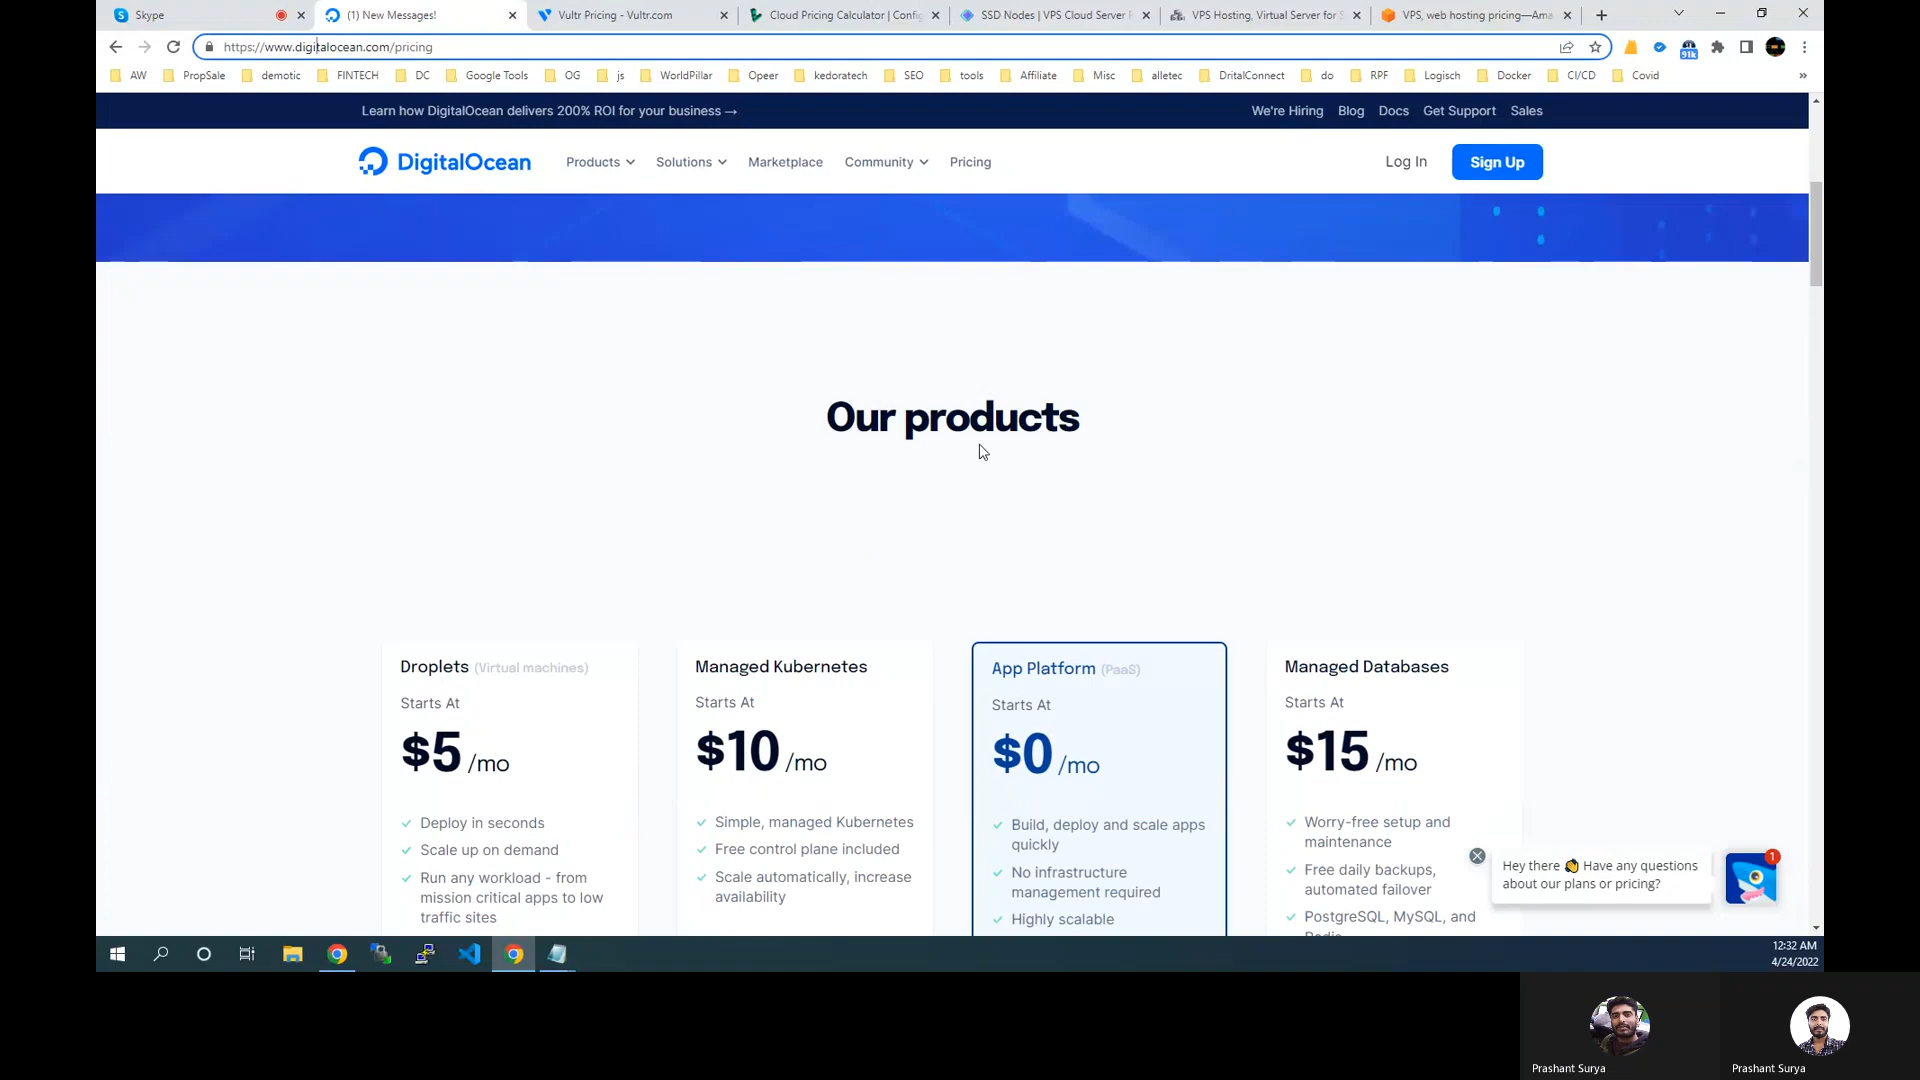 Skype
(1) New Messages!
Vultr Pricing - Vultr.com
Cloud Pricing Calculator | Config
SSD Nodes | VPS Cloud Server P
VPS Hosting, Virtual Server for S
VPS, web hosting pricing—Ama
https://www.digitalocean.com/pricing
91k
AW
PropSale
demotic
FINTECH
DC
Google Tools
OG
js
WorldPillar
Opeer
kedoratech
SEO
tools
Affiliate
Misc
alletec
DritalConnect
do
RPF
Logisch
Docker
CI/CD
Covid
»
Learn how DigitalOcean delivers 200% ROI for your business →
We're Hiring
Blog
Docs
Get Support
Sales
DigitalOcean
Products
Solutions
Marketplace
Community
Pricing
Log In
Sign Up
Our products
Droplets (Virtual machines)
Starts At
$5 /mo
Deploy in seconds
Scale up on demand
Run any workload - from
mission critical apps to low
traffic sites
Managed Kubernetes
Starts At
$10 /mo
Simple, managed Kubernetes
Free control plane included
Scale automatically, increase
availability
App Platform (PaaS)
Starts At
$0 /mo
Build, deploy and scale apps
quickly
No infrastructure
management required
Highly scalable
Managed Databases
Starts At
$15 /mo
Worry-free setup and
maintenance
Free daily backups,
automated failover
PostgreSQL, MySQL, and
Redis
Hey there 👏 Have any questions
about our plans or pricing?
1
12:32 AM
4/24/2022
Prashant Surya
Prashant Surya